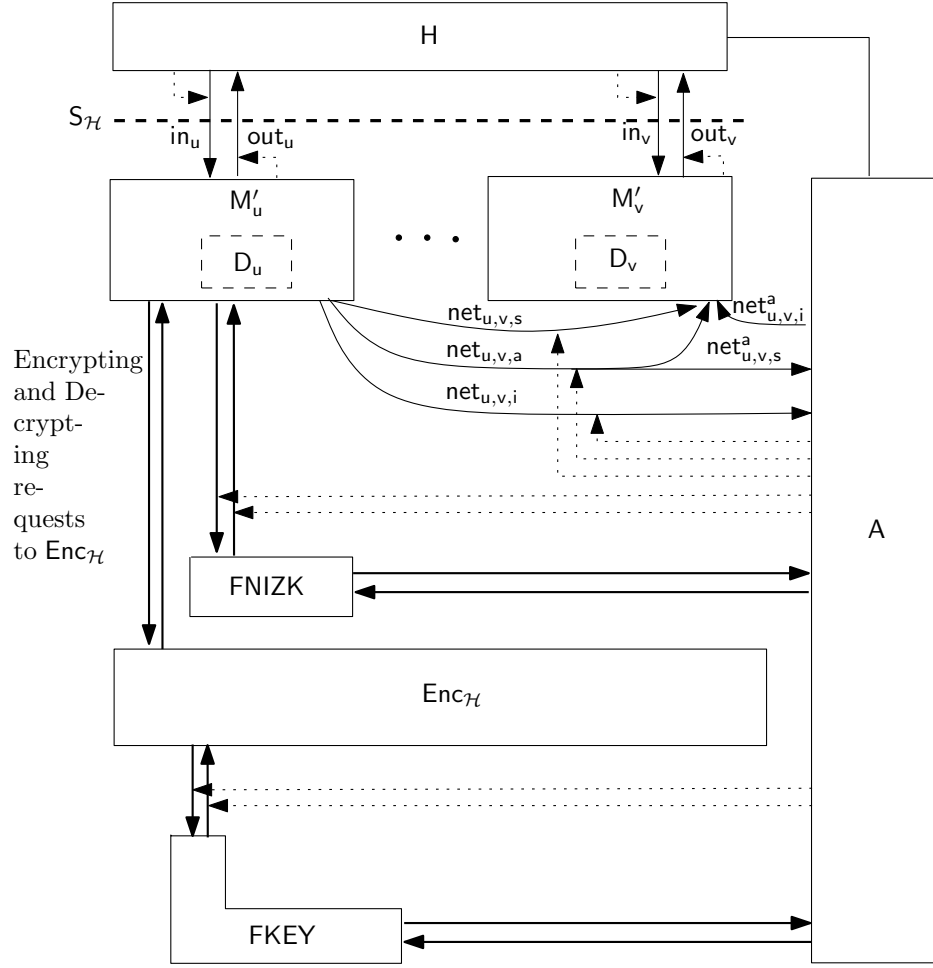 H
S_ℋ
in_u
out_u
in_v
out_v
M′_u
M′_v
D_u
D_v
• • •
net_{u,v,s}
net^a_{u,v,i}
net_{u,v,a}
net^a_{u,v,s}
net_{u,v,i}
Encrypting
and De-
crypt-
ing
re-
quests
to Enc_ℋ
A
FNIZK
Enc_ℋ
FKEY